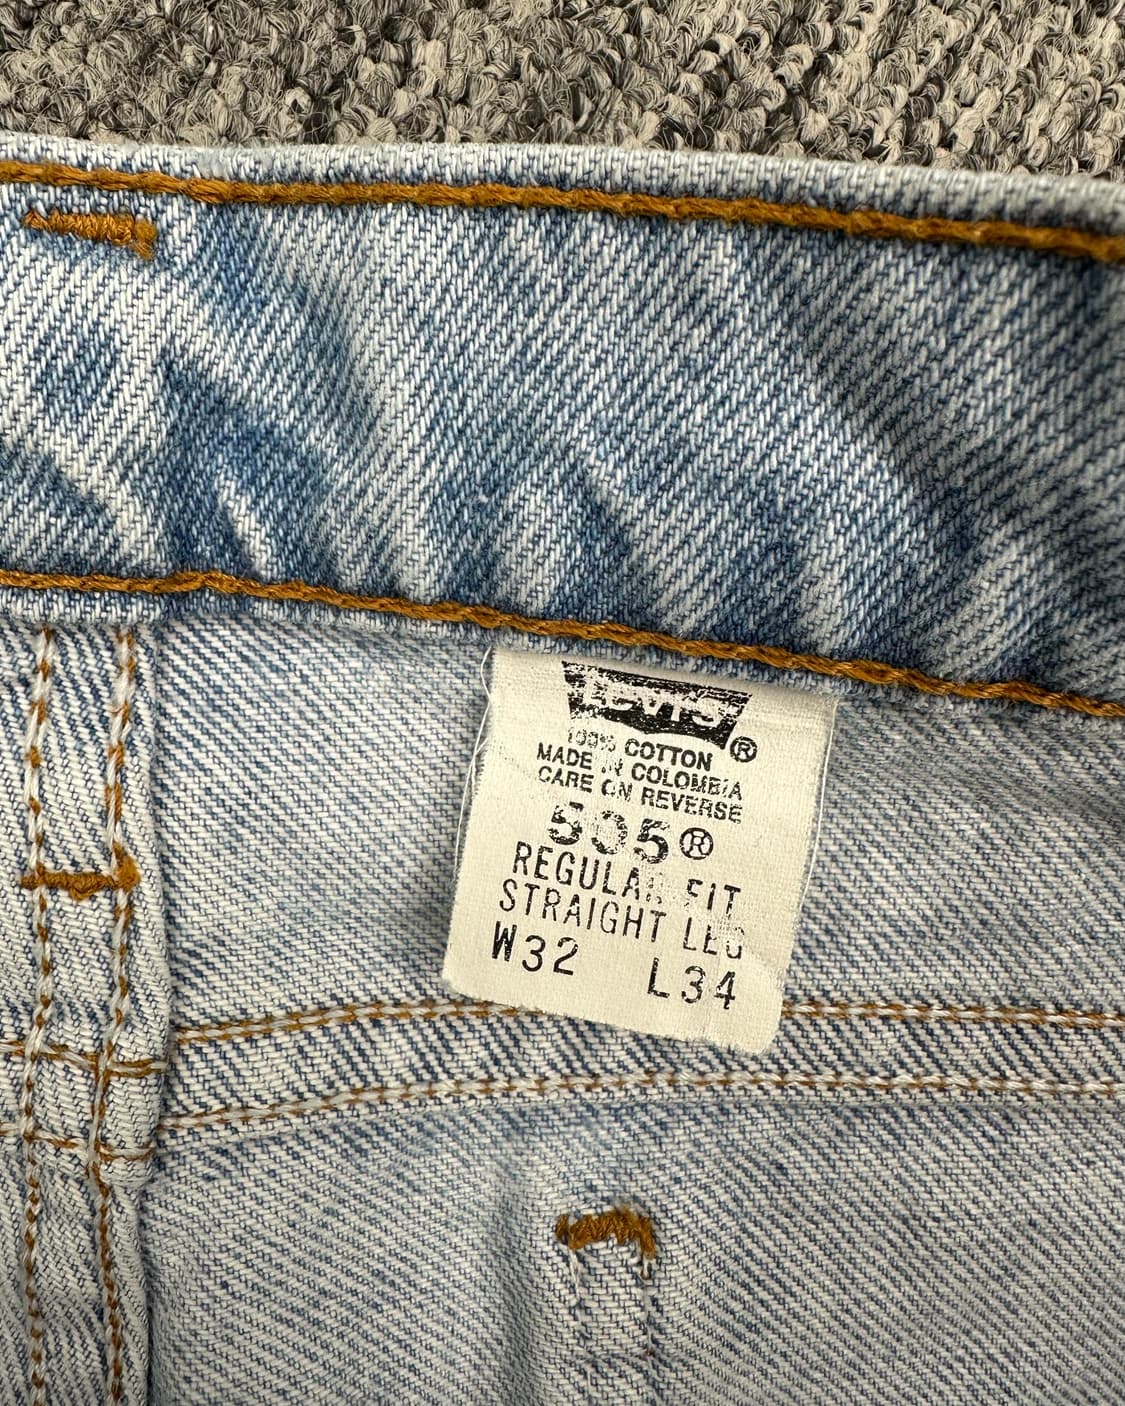 Levi's ®
100% COTTON
MADE IN COLOMBIA
CARE ON REVERSE
505®
REGULAR FIT
STRAIGHT LEG
W32 L34